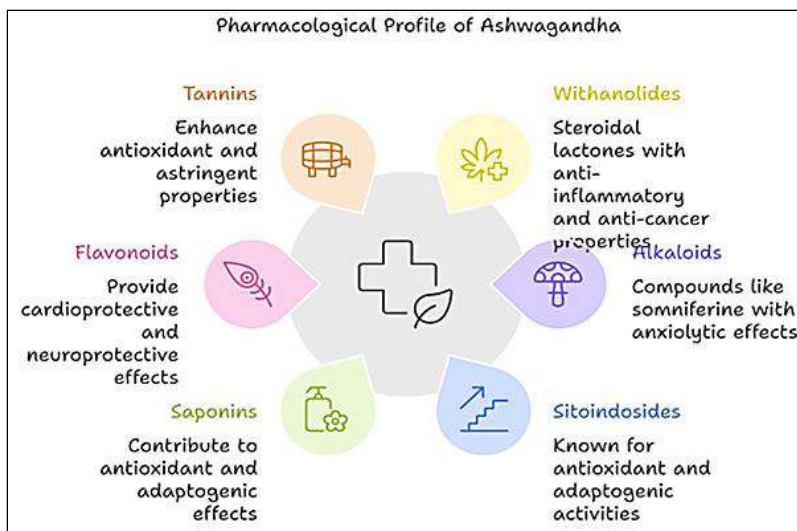 Pharmacological Profile of Ashwagandha
Tannins
Enhance
antioxidant and
astringent
properties
Withanolides
Steroidal
lactones with
anti-
inflammatory
and anti-cancer
properties
Flavonoids
Provide
cardioprotective
and
neuroprotective
effects
Alkaloids
Compounds like
somniferine with
anxiolytic effects
Saponins
Contribute to
antioxidant and
adaptogenic
effects
Sitoindosides
Known for
antioxidant and
adaptogenic
activities